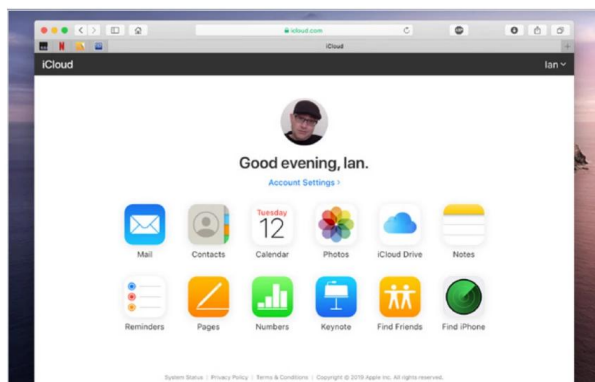 icloud.com
iCloud
iCloud Ian
Good evening, Ian.
Account Settings >
Tuesday
12
Mail Contacts Calendar Photos iCloud Drive Notes
Reminders Pages Numbers Keynote Find Friends Find iPhone
System Status | Privacy Policy | Terms & Conditions | Copyright © 2019 Apple Inc. All rights reserved.